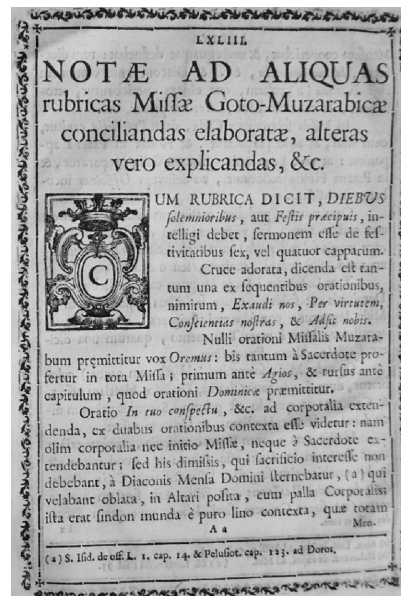 LXLIII.
NOTÆ AD ALIQUAS
rubricas Missæ Goto-Muzarabicæ
conciliandas elaboratæ, alteras
vero explicandas, &c.
CUM RUBRICA DICIT, DIEBUS
solemnioribus, aut Festis præcipuis, in-
telligi debet, sermonem esse de fes-
tivitatibus sex, vel quatuor capparum.
Cruce adorata, dicenda est tan-
tum una ex sequentibus orationibus,
nimirum, Exaudi nos, Per virtutem,
Consciencias nostras, & Adsit nobis.
Nulli orationi Missalis Muzara-
bum præmittitur vox Oremus: bis tantum à Sacerdote pro-
fertur in tota Missa; primum antè Agios, & rursus antè
capitulum, quod orationi Dominicæ præmittitur.
Oratio In tuo conspectu, &c. ad corporalia exten-
denda, ex duabus orationibus contexta esse videtur: nam
olim corporalia nec initio Missæ, neque à Sacerdote ex-
tendebantur; sed his dimissis, qui sacrificio interesse non
debebant, à Diaconis Mensa Domini sternebatur, (a) qui
velabant oblata, in Altari posita, cum palla Corporalis:
ista erat sindon munda è puro lino contexta, quæ totam
A a
Men-
(a) S. Isid. de off. L. 1. cap. 14. & Pelusiot. cap. 123. ad Dorot.